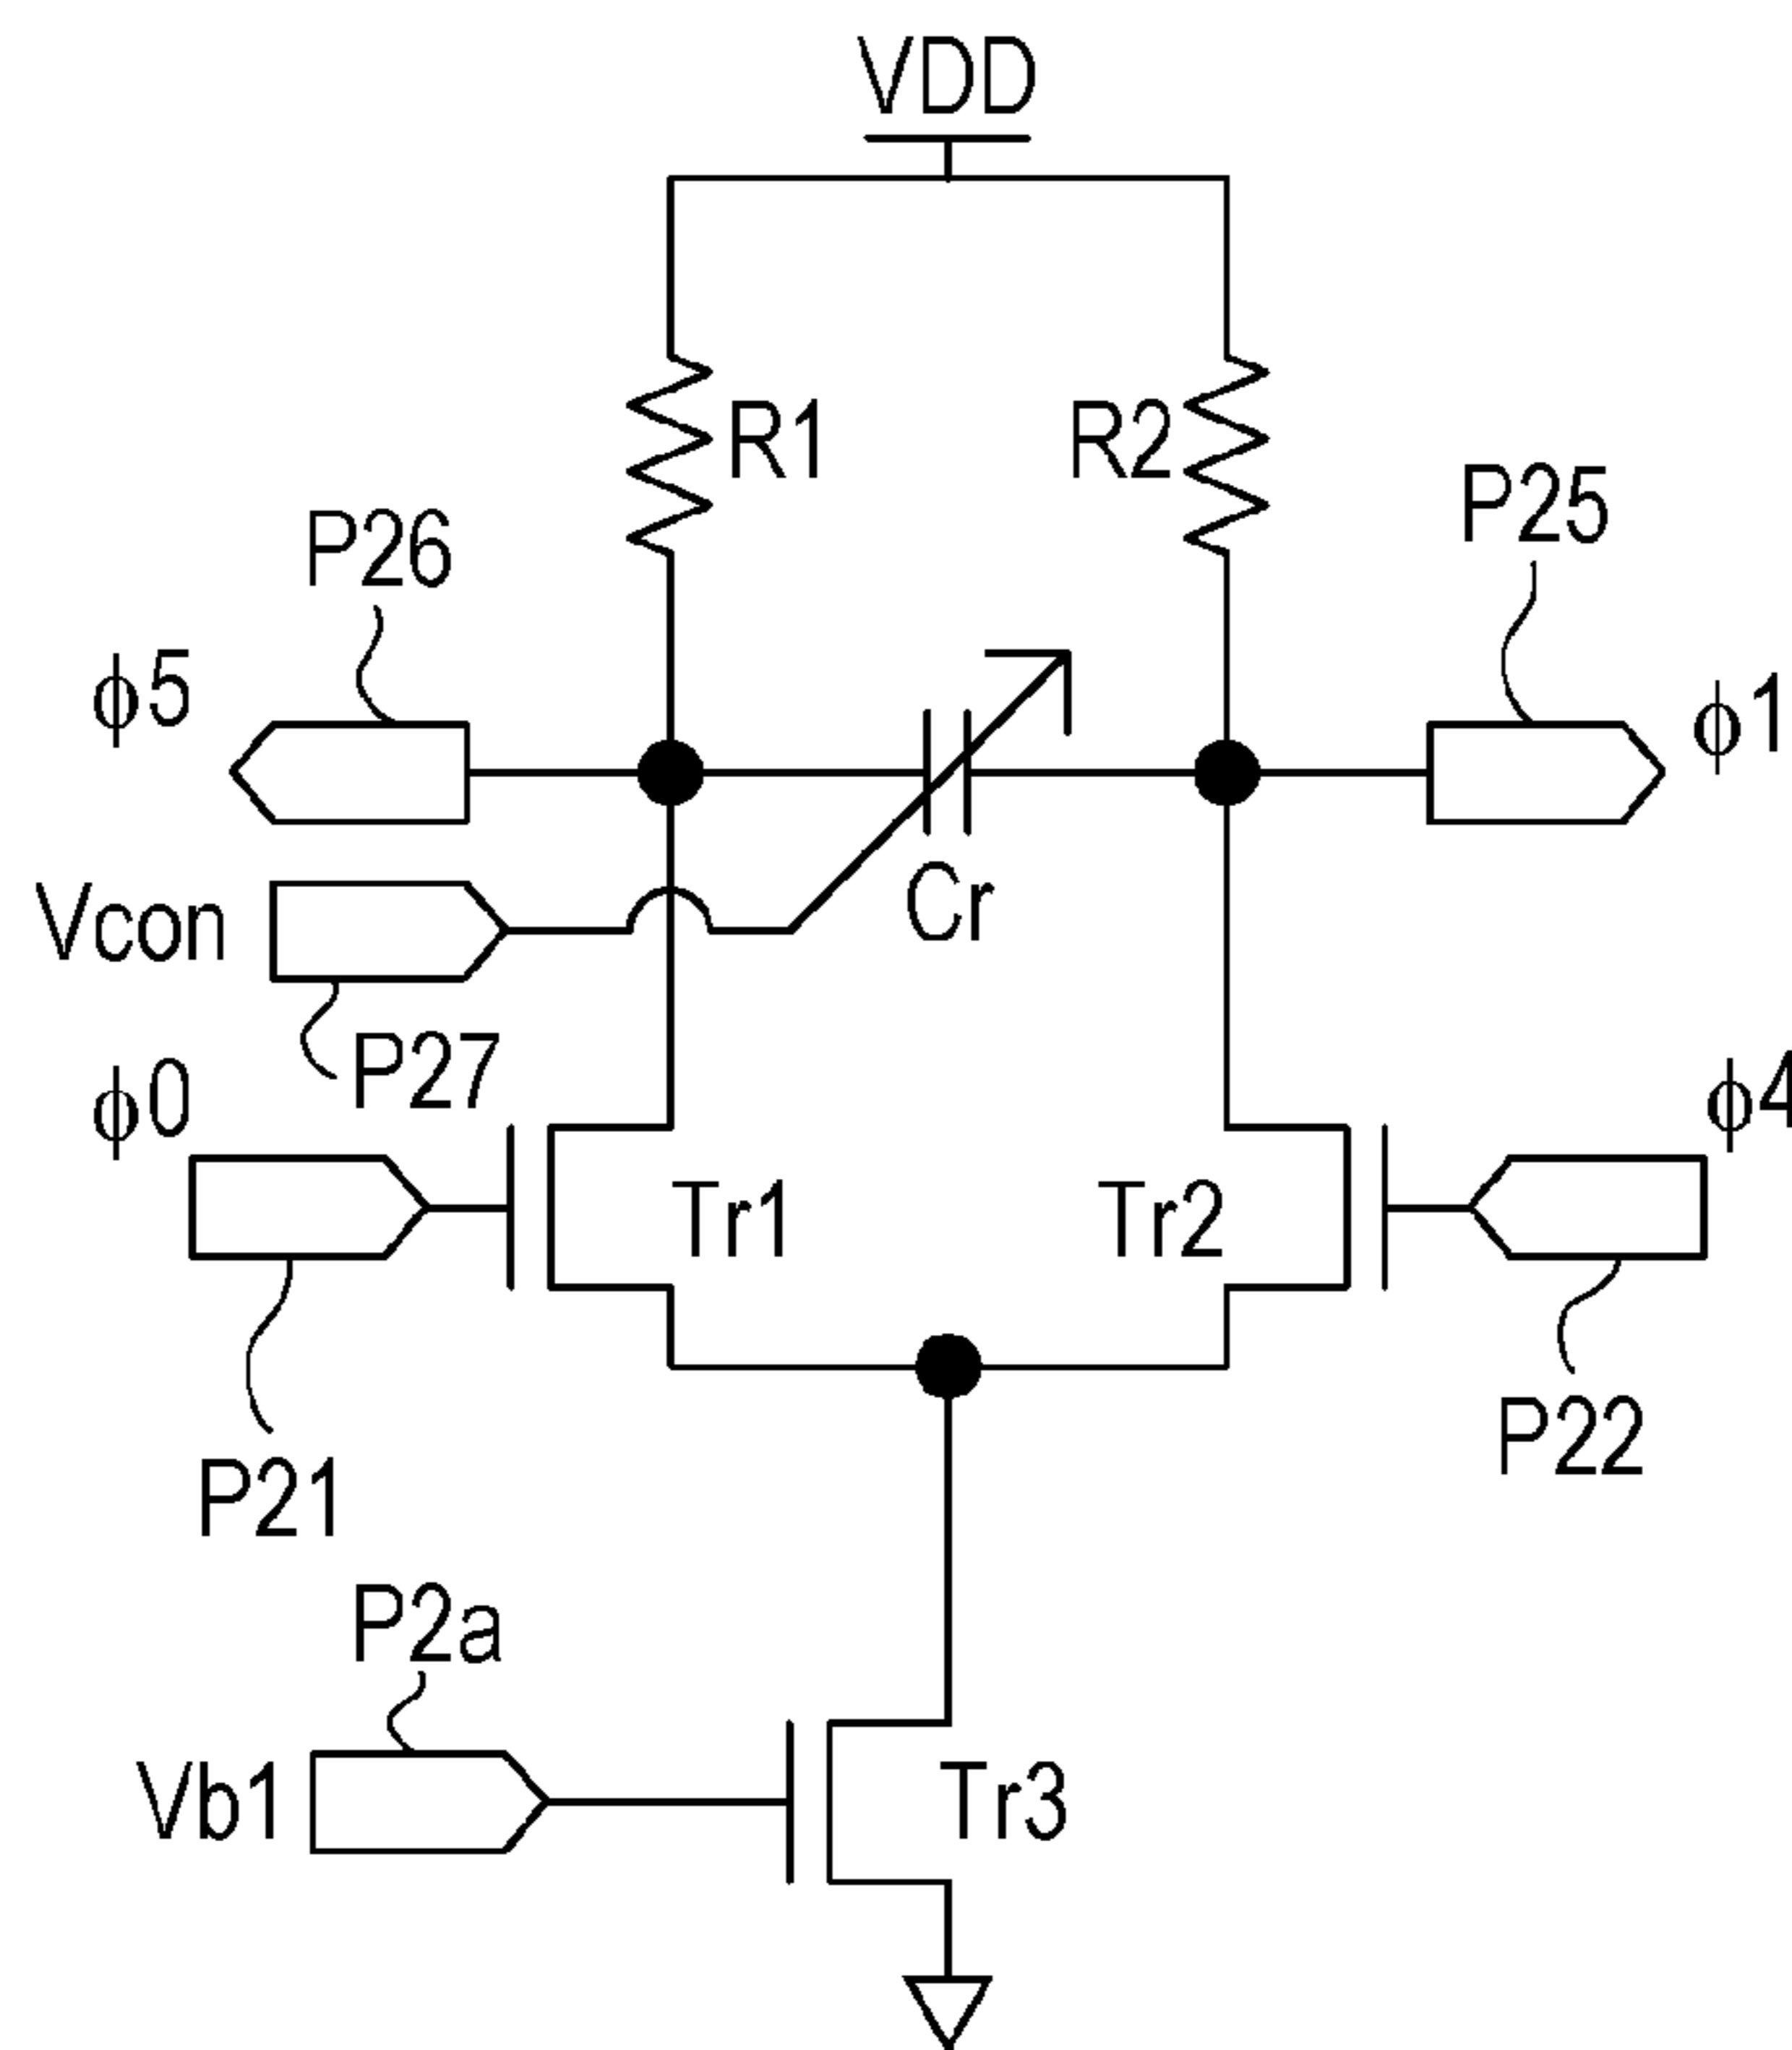 VDD
R1
R2
P25
P26
ϕ5
ϕ1
Cr
Vcon
P27
ϕ0
ϕ4
Tr1
Tr2
P22
P21
P2a
Vb1
Tr3